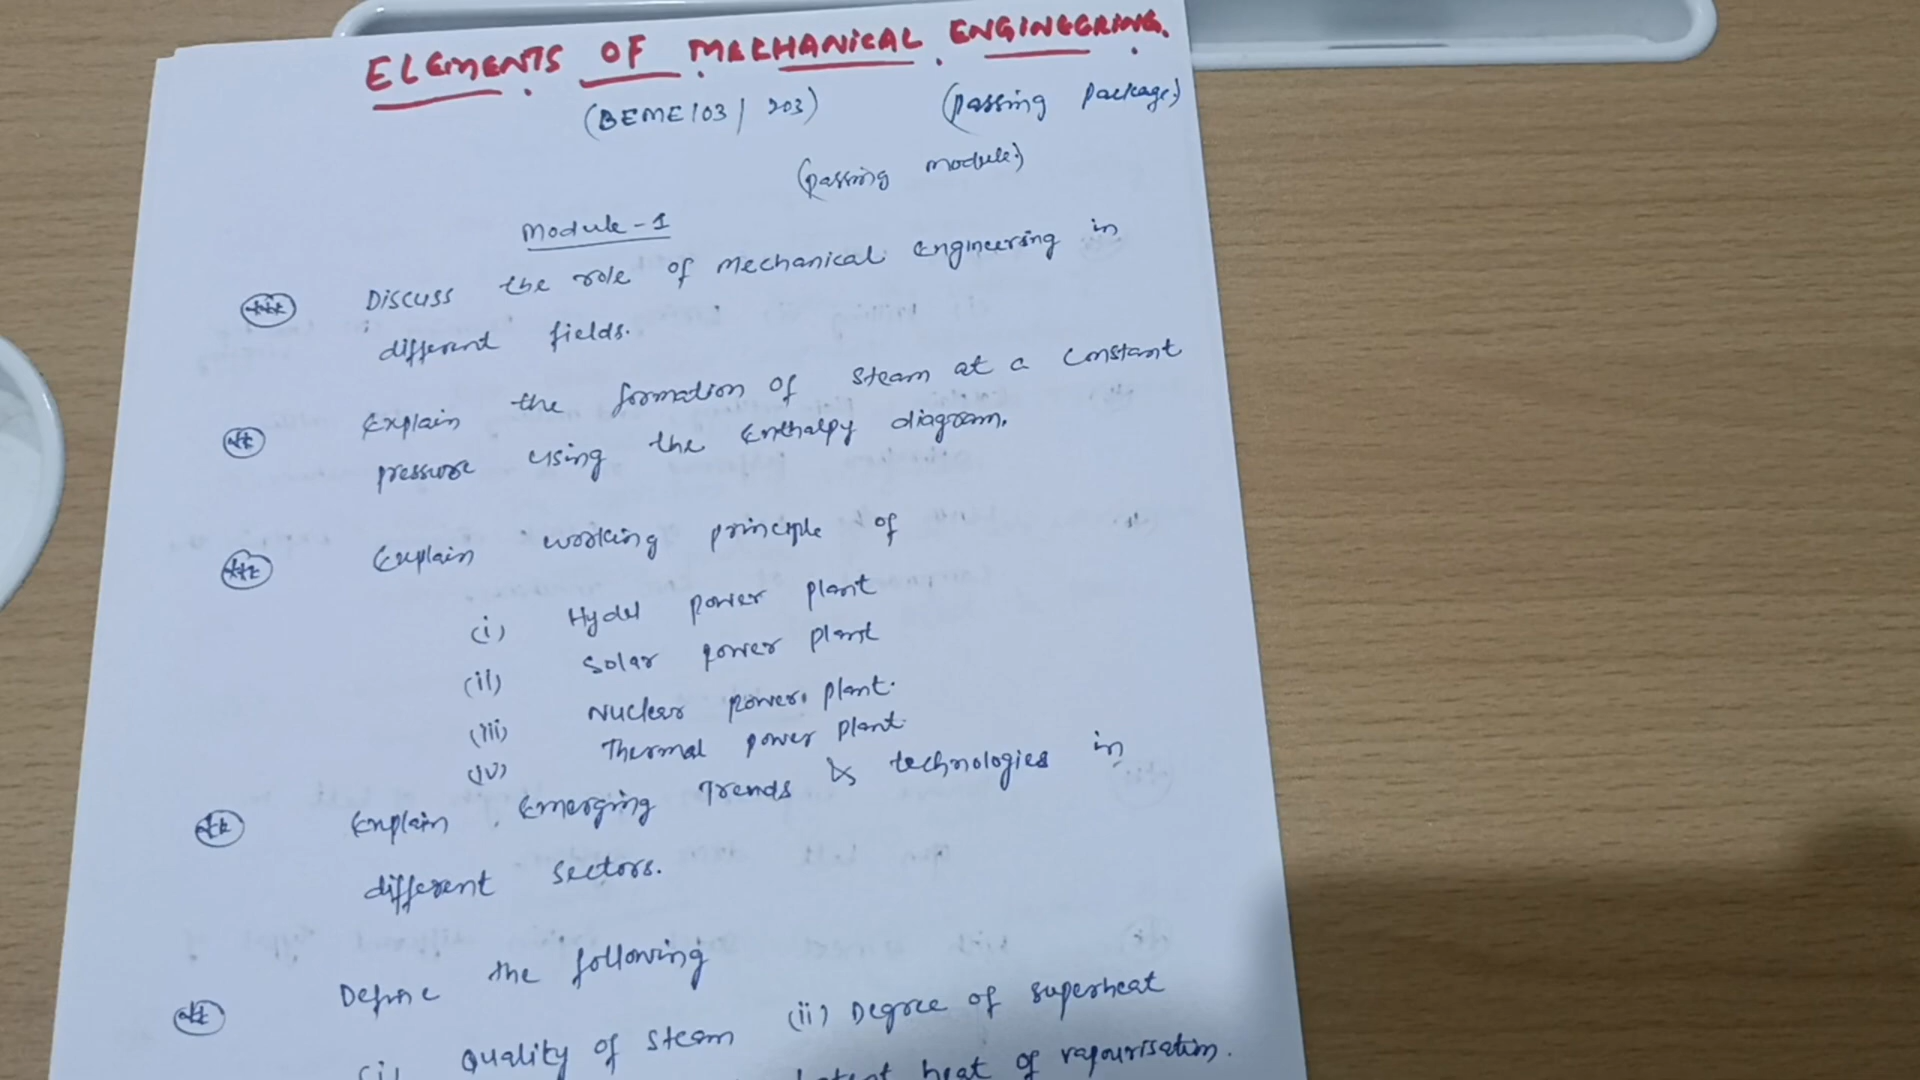 ELEMENTS OF MECHANICAL ENGINEERING.
(BEME103/203) (passing package)
(passing module)
Module-1
*** Discuss the role of mechanical Engineering in
different fields.
** Explain the formation of steam at a constant
pressure using the Enthalpy diagram.
*** Explain working principle of
(i) Hydel power plant
(ii) Solar power plant
(iii) Nuclear power plant.
(iv) Thermal power plant.
** Explain Emerging Trends & technologies in
different sectors.
** Define the following
(i) Quality of steam (ii) Degree of superheat
Latent heat of vapourisation.